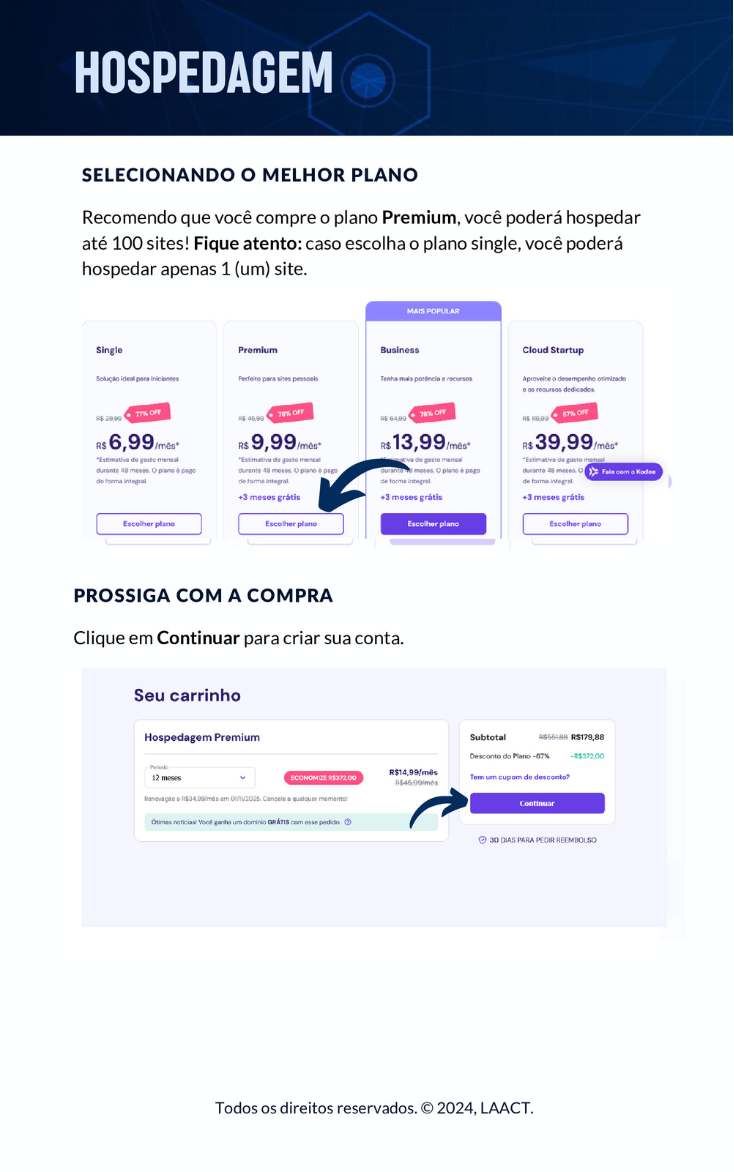 HOSPEDAGEM
SELECIONANDO O MELHOR PLANO
Recomendo que você compre o plano Premium, você poderá hospedar
até 100 sites! Fique atento: caso escolha o plano single, você poderá
hospedar apenas 1 (um) site.
MAIS POPULAR
Single
Solução ideal para iniciantes
77% OFF
R$ 6,99/mês*
*Estimativa do gasto mensal
durante 48 meses. O plano é pago
de forma integral.
Escolher plano
Premium
Perfeito para sites pessoais
R$ 45,99 78% OFF
R$ 9,99/mês*
*Estimativa do gasto mensal
durante 48 meses. O plano é pago
de forma integral.
+3 meses grátis
Escolher plano
Business
Tenha mais potência e recursos
R$ 64,99 78% OFF
R$ 13,99/mês*
*Estimativa do gasto mensal
durante 48 meses. O plano é pago
de forma integral.
+3 meses grátis
Escolher plano
Cloud Startup
Aproveite o desempenho otimizado
e os recursos dedicados.
67% OFF
R$ 39,99/mês*
*Estimativa do gasto mensal
durante 48 meses. O
de forma integral.
Fale com o Kodee
+3 meses grátis
Escolher plano
PROSSIGA COM A COMPRA
Clique em Continuar para criar sua conta.
Seu carrinho
Hospedagem Premium
Período
12 meses
ECONOMIZE R$372,00
R$14,99/mês
R$45,99/mês
Renovação a R$34,99/mês em 01/11/2025. Cancele a qualquer momento!
Ótimas notícias! Você ganha um domínio GRÁTIS com esse pedido.
Subtotal R$551,88 R$179,88
Desconto do Plano -67% -R$372,00
Tem um cupom de desconto?
Continuar
30 DIAS PARA PEDIR REEMBOLSO
Todos os direitos reservados. © 2024, LAACT.